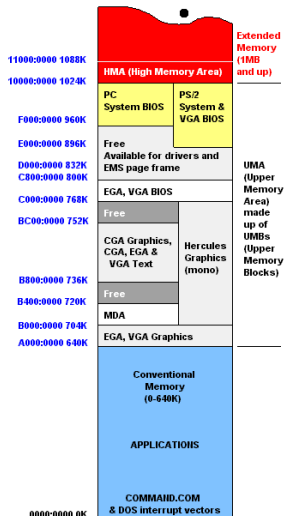 Extended
Memory
(1MB
and up)
11000:0000 1088K
HMA (High Memory Area)
10000:0000 1024K
PC
System BIOS
PS/2
System &
VGA BIOS
F000:0000 960K
E000:0000 896K
Free
Available for drivers and
EMS page frame
D000:0000 832K
C800:0000 800K
UMA
(Upper
Memory
Area)
made
up of
UMBs
(Upper
Memory
Blocks)
EGA, VGA BIOS
C000:0000 768K
Free
BC00:0000 752K
CGA Graphics,
CGA, EGA &
VGA Text
Hercules
Graphics
(mono)
B800:0000 736K
Free
B400:0000 720K
MDA
B000:0000 704K
EGA, VGA Graphics
A000:0000 640K
Conventional
Memory
(0-640K)
APPLICATIONS
COMMAND.COM
& DOS interrupt vectors
0000:0000 0K